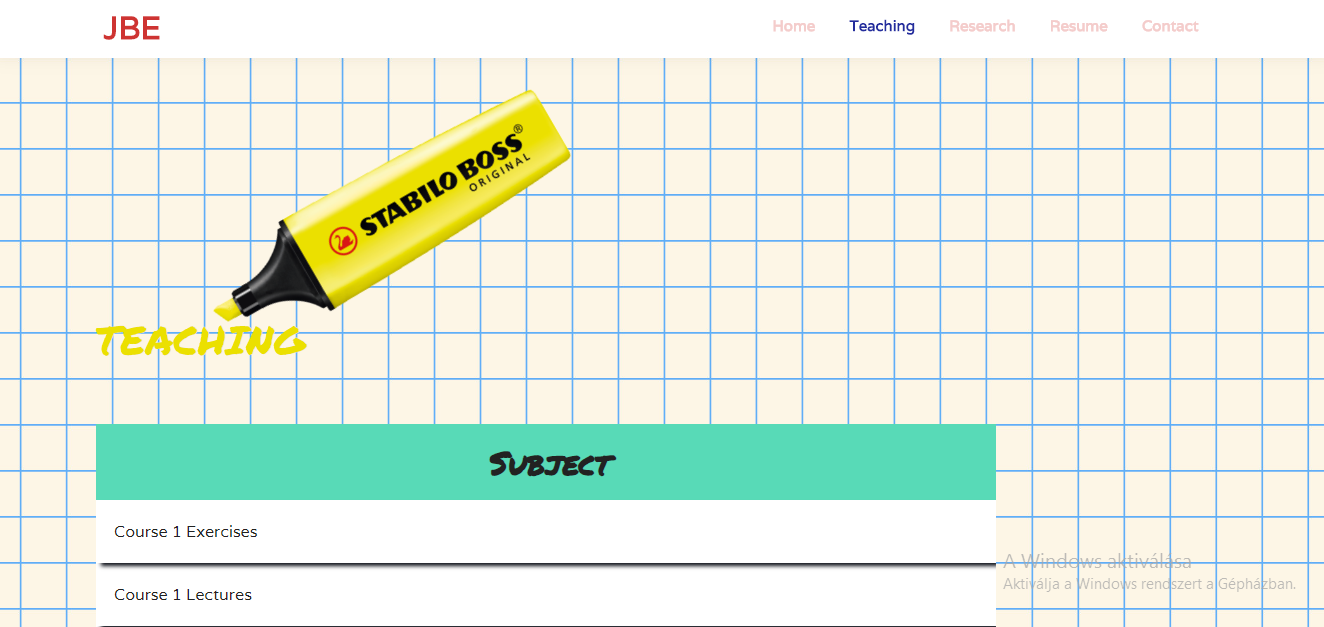 JBE
Home Teaching Research Resume Contact
STABILO BOSS®
ORIGINAL
TEACHING
SUBJECT
Course 1 Exercises
Course 1 Lectures
A Windows aktiválása
Aktiválja a Windows rendszert a Gépházban.